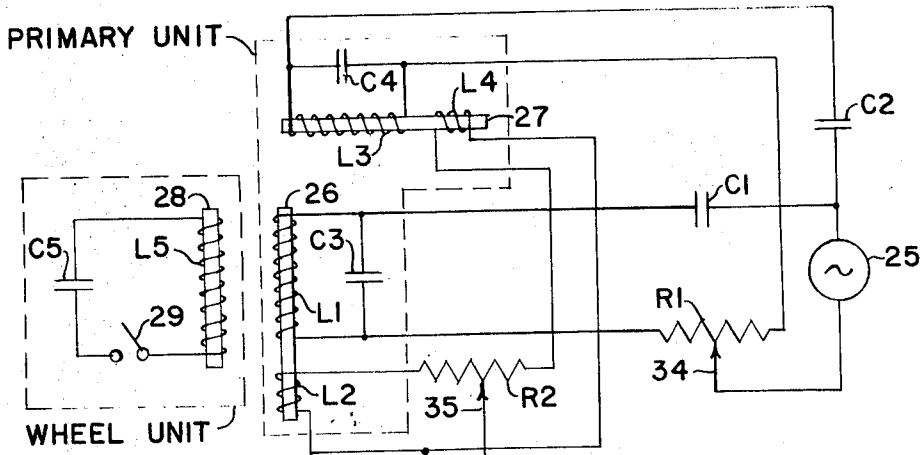 PRIMARY UNIT
C4
L4
27
L3
C2
28
26
C1
C5
L5
C3
25
29
L1
R1
34
L2
35
R2
WHEEL UNIT